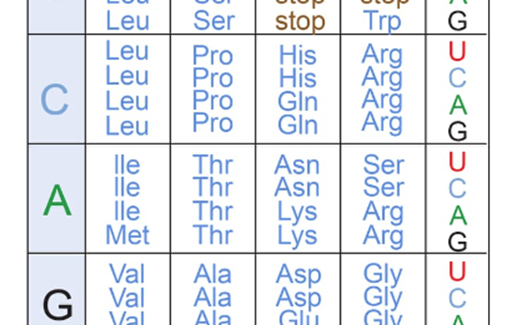 Leu Ser stop stop A
Leu Ser stop Trp G
Leu Pro His Arg U
Leu Pro His Arg C
C
Leu Pro Gln Arg A
Leu Pro Gln Arg G
Ile Thr Asn Ser U
Ile Thr Asn Ser C
A
Ile Thr Lys Arg A
Met Thr Lys Arg G
Val Ala Asp Gly U
Val Ala Asp Gly C
G
Val Ala Glu Gly A